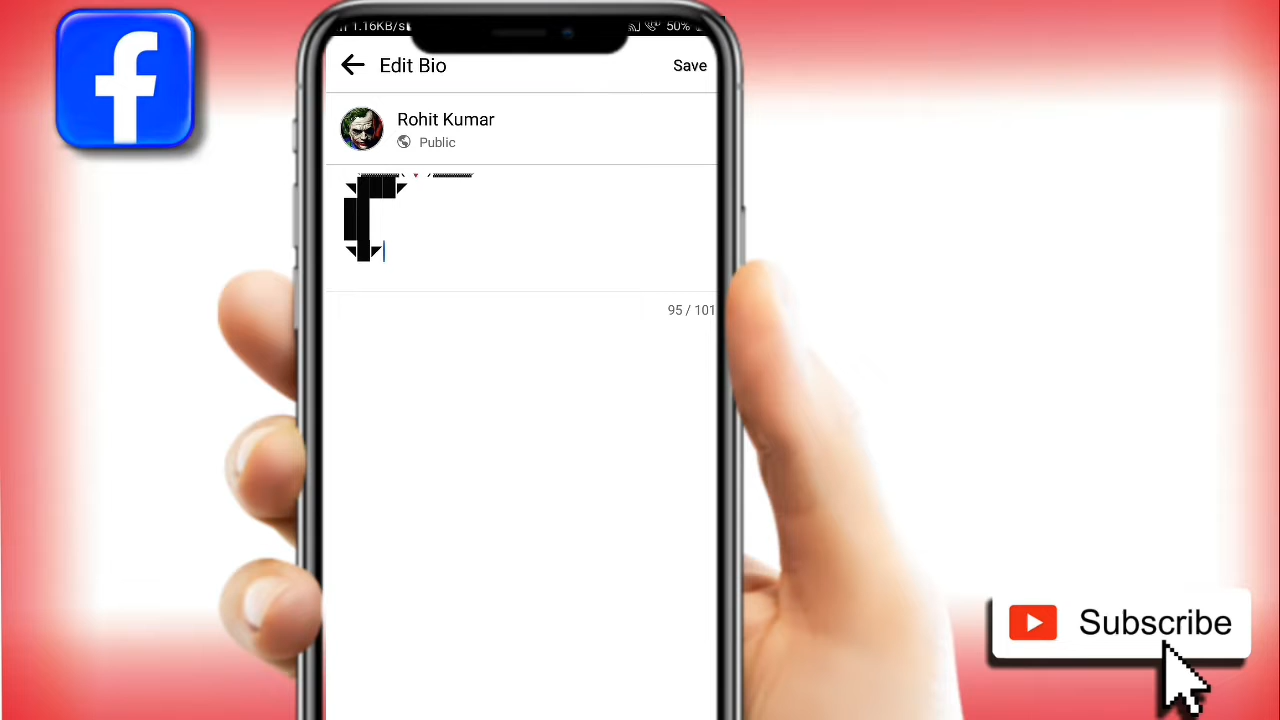 1.16KB/s
50%
Edit Bio
Save
Rohit Kumar
Public
95 / 101
Subscribe